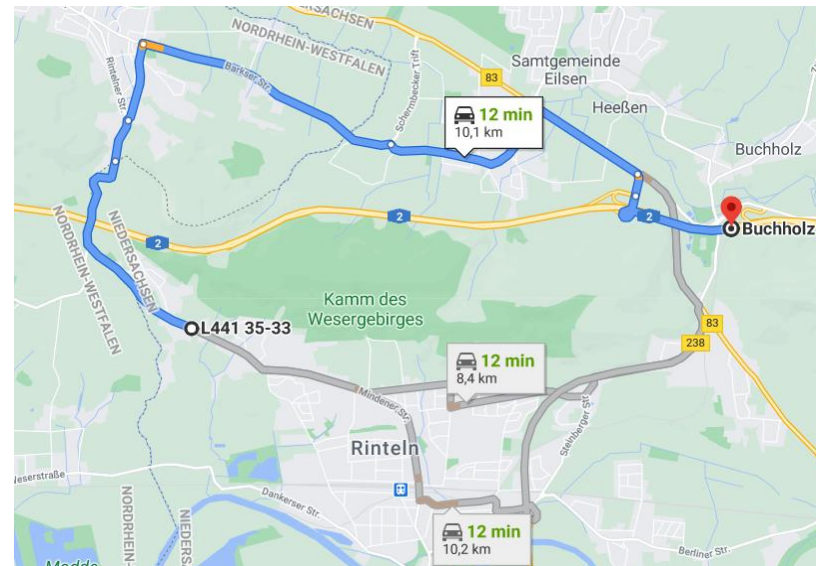 NIEDERSACHSEN
NORDRHEIN-WESTFALEN
Rintelner Str.
Barkser Str.
Schermbecker Trift
83
Samtgemeinde
Eilsen
Heeßen
12 min
10,1 km
Buchholz
2
2
2
Buchholz
NIEDERSACHSEN
NORDRHEIN-WESTFALEN
L441 35-33
Kamm des
Wesergebirges
83
238
12 min
8,4 km
Mindener Str.
Steinberger Str.
Rinteln
Weserstraße
Dankerser Str.
NORDRHEIN-
NIEDERS
12 min
10,2 km
Berliner Str.